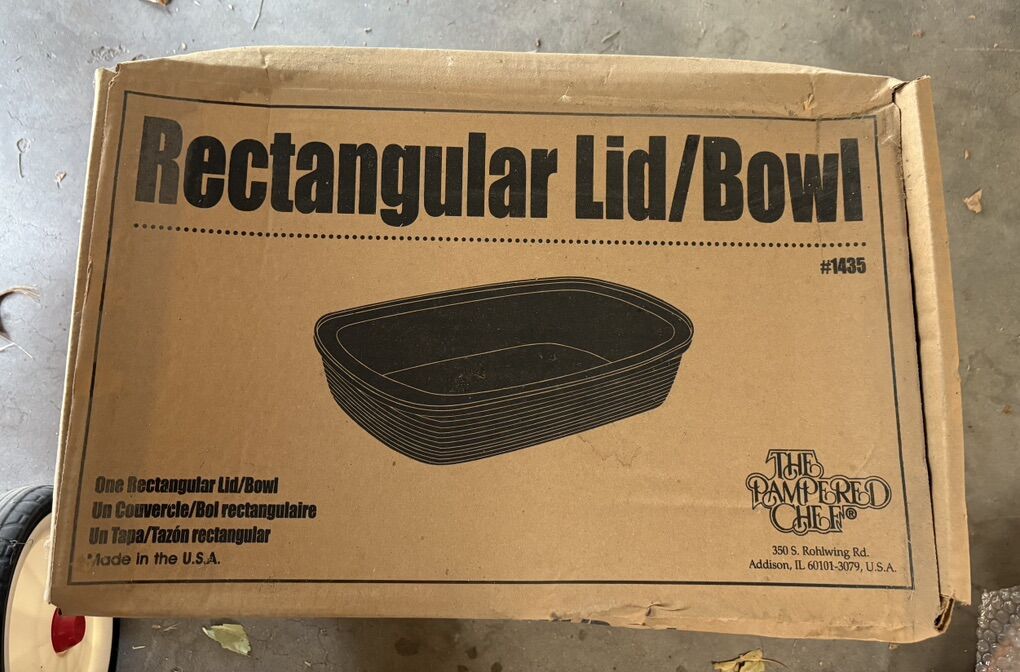 Rectangular Lid/Bowl
#1435
One Rectangular Lid/Bowl
Un Couvercle/Bol rectangulaire
Un Tapa/Tazón rectangular
Made in the U.S.A.
THE
PAMPERED
CHEF®
350 S. Rohlwing Rd.
Addison, IL 60101-3079, U.S.A.